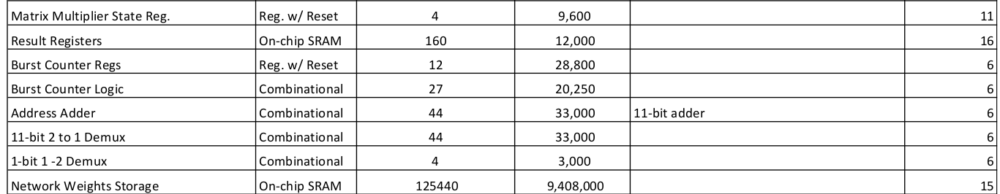 Matrix Multiplier State Reg. Reg. w/ Reset 4 9,600 11
Result Registers On-chip SRAM 160 12,000 16
Burst Counter Regs Reg. w/ Reset 12 28,800 6
Burst Counter Logic Combinational 27 20,250 6
Address Adder Combinational 44 33,000 11-bit adder 6
11-bit 2 to 1 Demux Combinational 44 33,000 6
1-bit 1 -2 Demux Combinational 4 3,000 6
Network Weights Storage On-chip SRAM 125440 9,408,000 15